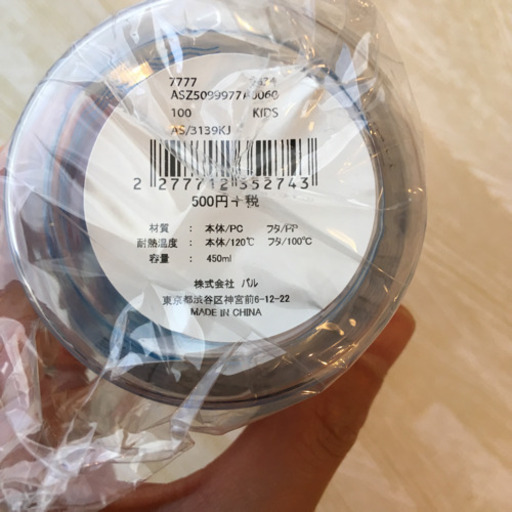 7777
ASZ5099977A0060
100 KIDS
AS/3139KJ
2 277712 352743
500円+税
材質 : 本体/PC フタ/PP
耐熱温度 : 本体/120℃ フタ/100℃
容量 : 450ml
株式会社 パル
東京都渋谷区神宮前6-12-22
MADE IN CHINA